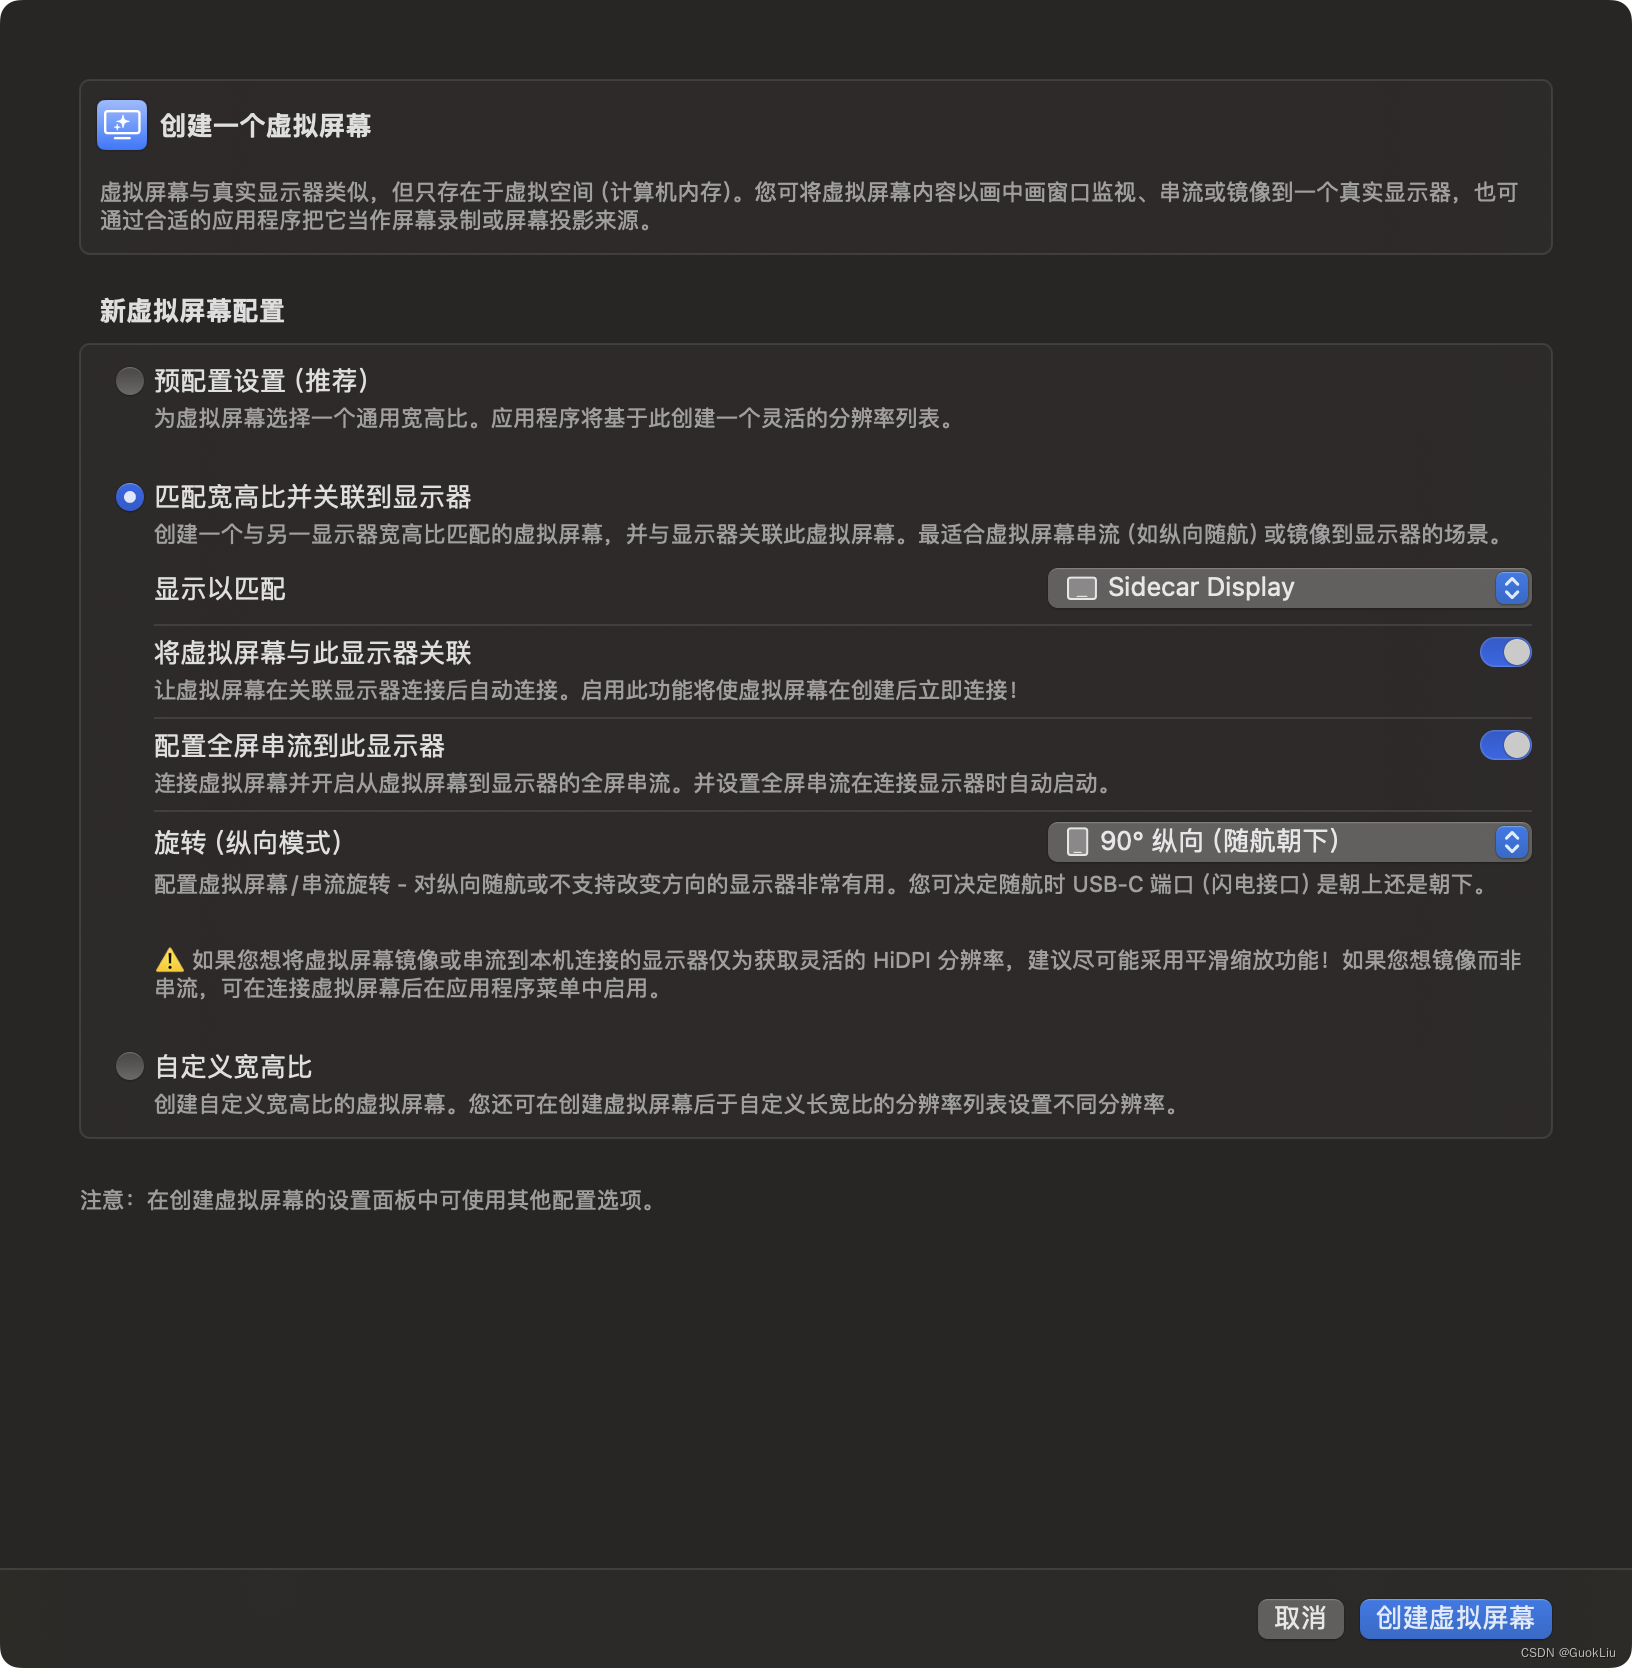 创建一个虚拟屏幕
虚拟屏幕与真实显示器类似，但只存在于虚拟空间 (计算机内存)。您可将虚拟屏幕内容以画中画窗口监视、串流或镜像到一个真实显示器，也可
通过合适的应用程序把它当作屏幕录制或屏幕投影来源。
新虚拟屏幕配置
预配置设置 (推荐)
为虚拟屏幕选择一个通用宽高比。应用程序将基于此创建一个灵活的分辨率列表。
匹配宽高比并关联到显示器
创建一个与另一显示器宽高比匹配的虚拟屏幕，并与显示器关联此虚拟屏幕。最适合虚拟屏幕串流 (如纵向随航) 或镜像到显示器的场景。
显示以匹配
Sidecar Display
将虚拟屏幕与此显示器关联
让虚拟屏幕在关联显示器连接后自动连接。启用此功能将使虚拟屏幕在创建后立即连接！
配置全屏串流到此显示器
连接虚拟屏幕并开启从虚拟屏幕到显示器的全屏串流。并设置全屏串流在连接显示器时自动启动。
旋转 (纵向模式)
90° 纵向 (随航朝下)
配置虚拟屏幕/串流旋转 - 对纵向随航或不支持改变方向的显示器非常有用。您可决定随航时 USB-C 端口 (闪电接口) 是朝上还是朝下。
⚠️ 如果您想将虚拟屏幕镜像或串流到本机连接的显示器仅为获取灵活的 HiDPI 分辨率，建议尽可能采用平滑缩放功能！如果您想镜像而非
串流，可在连接虚拟屏幕后在应用程序菜单中启用。
自定义宽高比
创建自定义宽高比的虚拟屏幕。您还可在创建虚拟屏幕后于自定义长宽比的分辨率列表设置不同分辨率。
注意：在创建虚拟屏幕的设置面板中可使用其他配置选项。
取消
创建虚拟屏幕
CSDN @GuokLiu